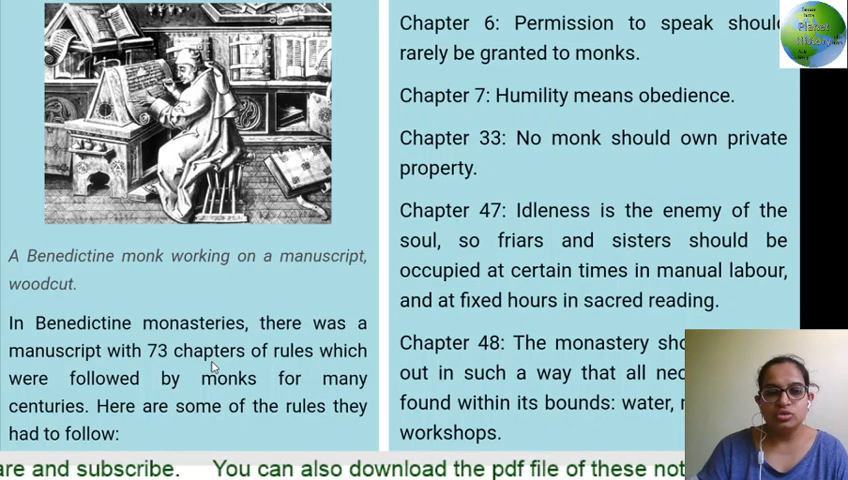 A Benedictine monk working on a manuscript,
woodcut.
In Benedictine monasteries, there was a
manuscript with 73 chapters of rules which
were followed by monks for many
centuries. Here are some of the rules they
had to follow:
Chapter 6: Permission to speak should
rarely be granted to monks.
Chapter 7: Humility means obedience.
Chapter 33: No monk should own private
property.
Chapter 47: Idleness is the enemy of the
soul, so friars and sisters should be
occupied at certain times in manual labour,
and at fixed hours in sacred reading.
Chapter 48: The monastery
out in such a way that all
found within its bounds: water,
workshops.
Planet
History
are and subscribe. You can also download the pdf file of these